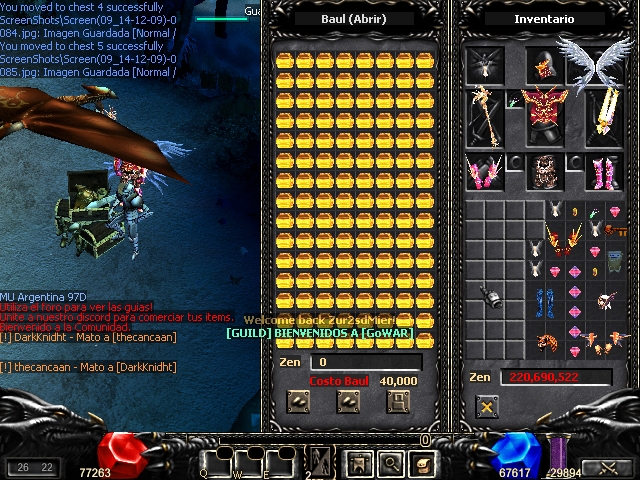 You moved to chest 4 successfully
ScreenShots\Screen(09_14-12-09)-0
084.jpg: Imagen Guardada [Normal /
You moved to chest 5 successfully
ScreenShots\Screen(09_14-12-09)-0
085.jpg: Imagen Guardada [Normal /
Gua
Baul (Abrir)
Inventario
MU Argentina 97D
Utiliza el foro para ver las guias!
Unite a nuestro discord para comerciar tus items.
Bienvenido a la Comunidad.
[!] DarkKnidht - Mato a [thecancaan]
[!] thecancaan - Mato a [DarkKnidht]
Welcome back 2ur2sdMier!
[GUILD] BIENVENIDOS A [GoWAR]
Zen 0
Costo Baul 40,000
Zen 220,690,522
0
26 22
77263
Q W E
67617
-29894